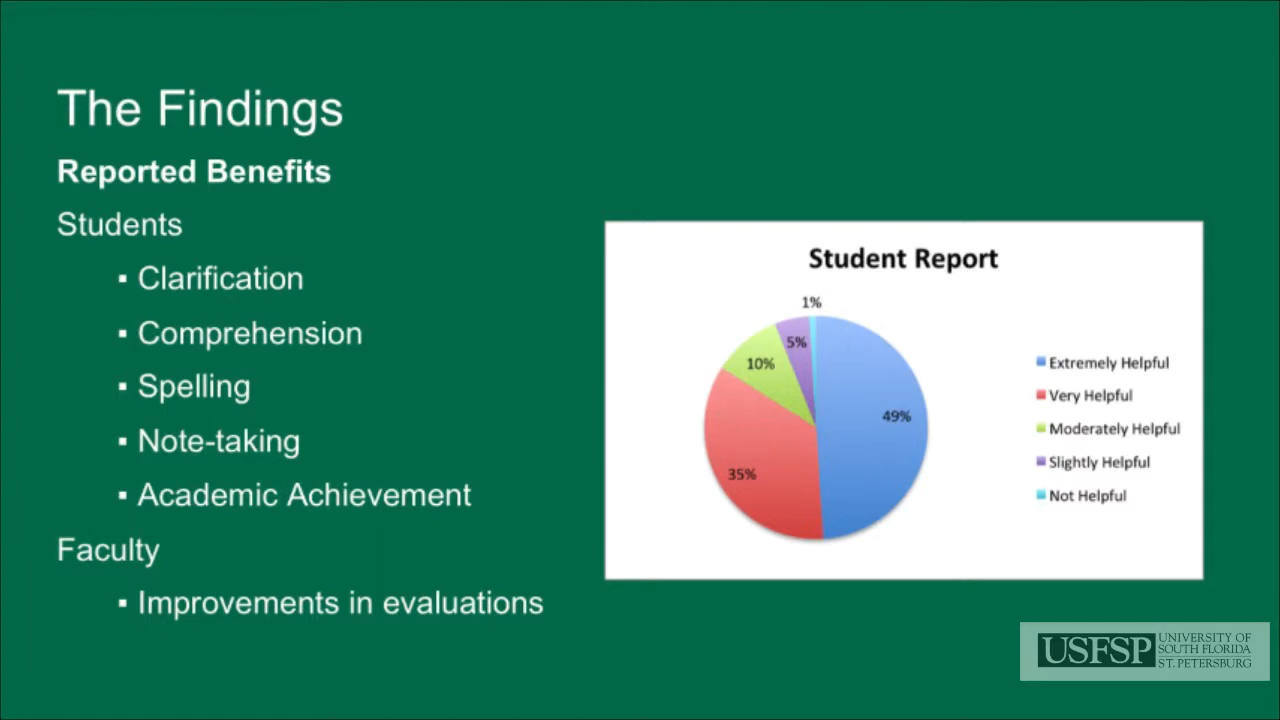 The Findings
Reported Benefits
Students
▪ Clarification
▪ Comprehension
▪ Spelling
▪ Note-taking
▪ Academic Achievement
Faculty
▪ Improvements in evaluations
Student Report
1%
5%
10%
49%
35%
Extremely Helpful
Very Helpful
Moderately Helpful
Slightly Helpful
Not Helpful
USFSP
UNIVERSITY OF
SOUTH FLORIDA
ST. PETERSBURG